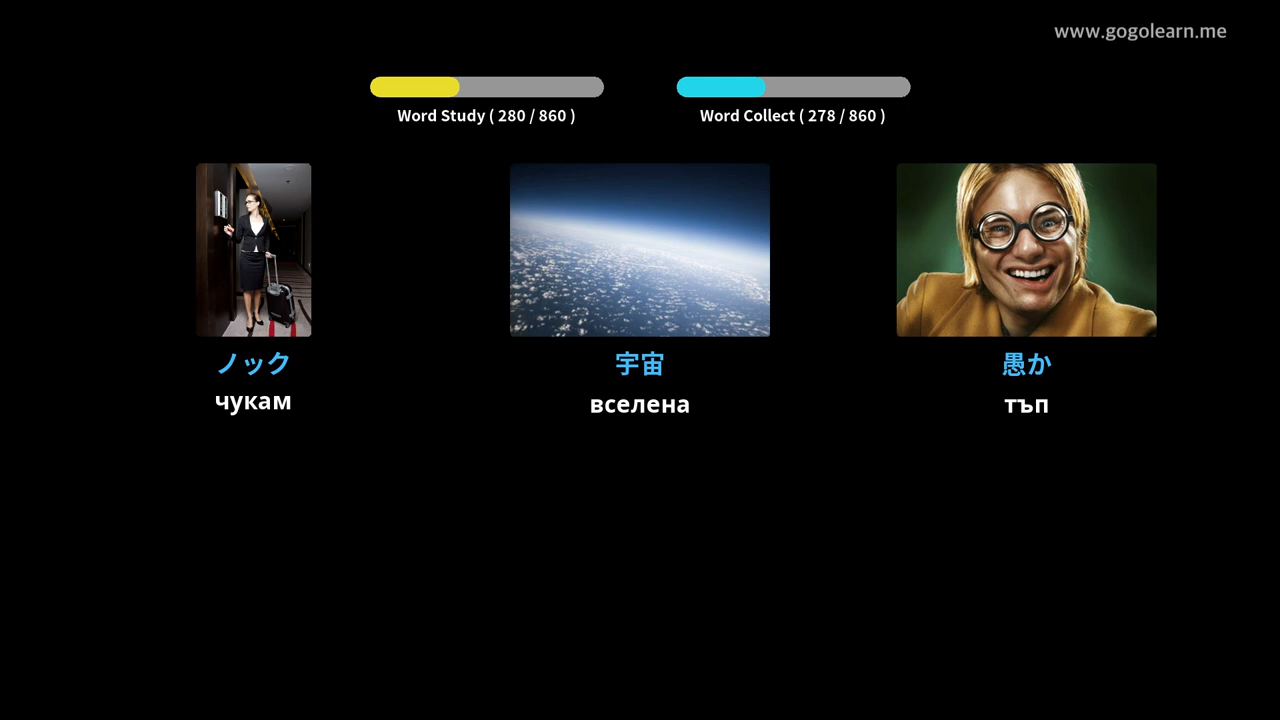 www.gogolearn.me
Word Study ( 280 / 860 )
Word Collect ( 278 / 860 )
ノック
宇宙
愚か
чукам
вселена
тъп